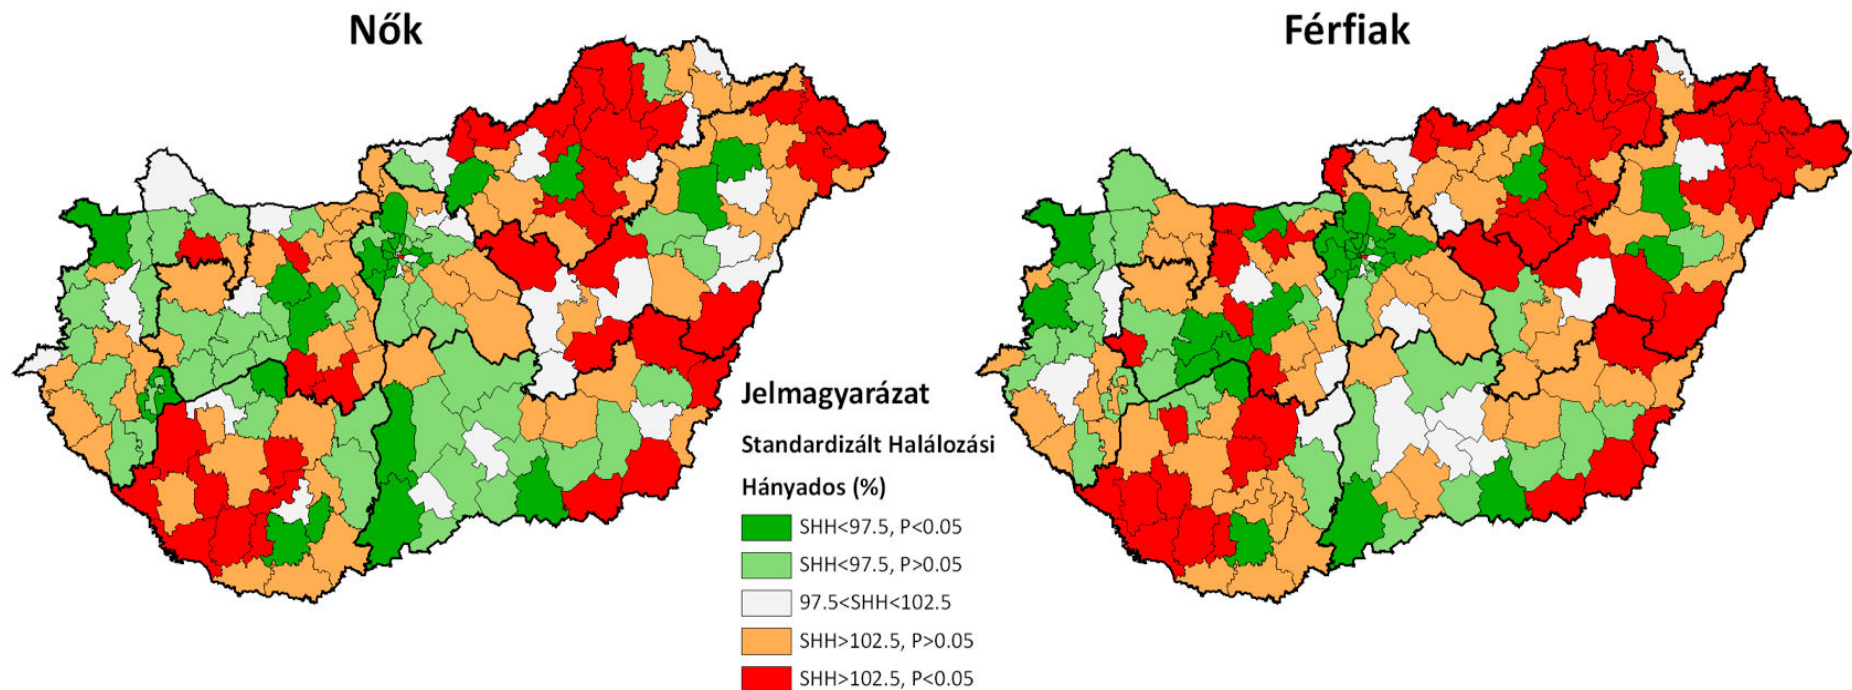 Nők
Férfiak
Jelmagyarázat
Standardizált Halálozási
Hányados (%)
SHH<97.5, P<0.05
SHH<97.5, P>0.05
97.5<SHH<102.5
SHH>102.5, P>0.05
SHH>102.5, P<0.05